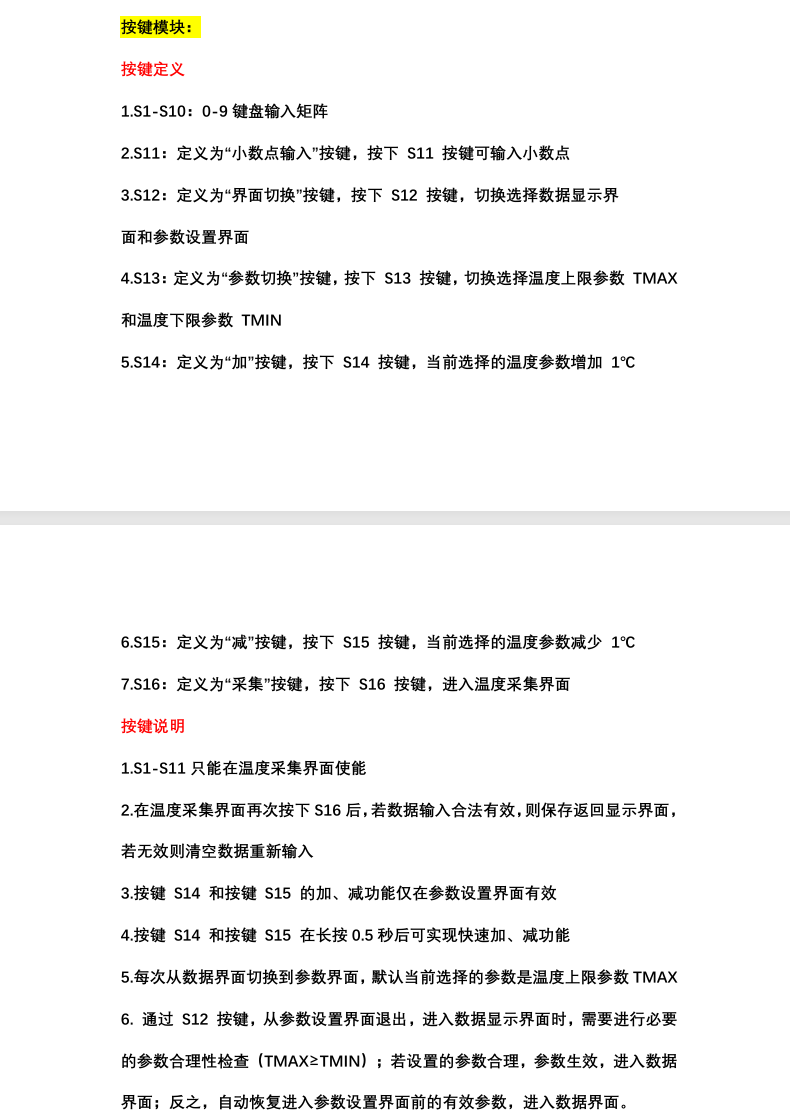 按键模块：
按键定义
1.S1-S10：0-9 键盘输入矩阵
2.S11：定义为“小数点输入”按键，按下 S11 按键可输入小数点
3.S12：定义为“界面切换”按键，按下 S12 按键，切换选择数据显示界
面和参数设置界面
4.S13：定义为“参数切换”按键，按下 S13 按键，切换选择温度上限参数 TMAX
和温度下限参数 TMIN
5.S14：定义为“加”按键，按下 S14 按键，当前选择的温度参数增加 1℃
6.S15：定义为“减”按键，按下 S15 按键，当前选择的温度参数减少 1℃
7.S16：定义为“采集”按键，按下 S16 按键，进入温度采集界面
按键说明
1.S1-S11 只能在温度采集界面使能
2.在温度采集界面再次按下 S16 后，若数据输入合法有效，则保存返回显示界面，
若无效则清空数据重新输入
3.按键 S14 和按键 S15 的加、减功能仅在参数设置界面有效
4.按键 S14 和按键 S15 在长按 0.5 秒后可实现快速加、减功能
5.每次从数据界面切换到参数界面，默认当前选择的参数是温度上限参数 TMAX
6. 通过 S12 按键，从参数设置界面退出，进入数据显示界面时，需要进行必要
的参数合理性检查（TMAX≥TMIN）；若设置的参数合理，参数生效，进入数据
界面；反之，自动恢复进入参数设置界面前的有效参数，进入数据界面。